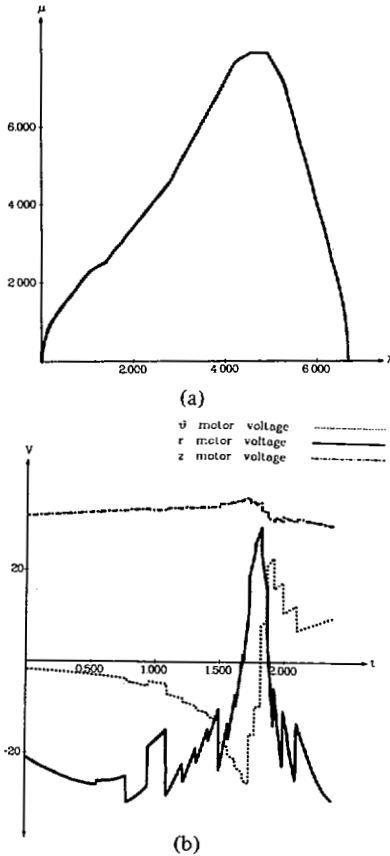 μ
6 000
4 000
2 000
2.000 4 000 6 000 λ
(a)
ϑ motor voltage
r motor voltage
z motor voltage
V
20
0.500 1.000 1.500 2.000 t
-20
(b)